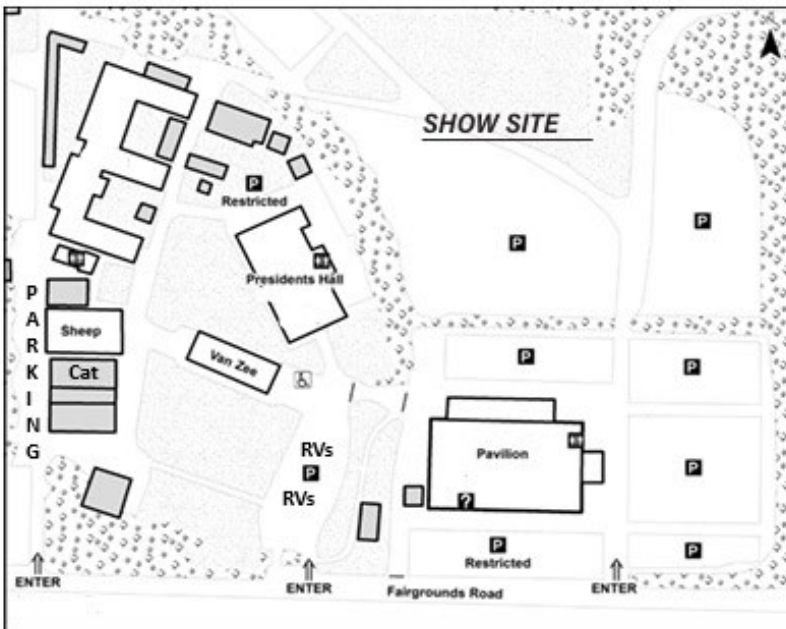 SHOW SITE
P
Restricted
P
P
Presidents Hall
P
A
R
K
I
N
G
Sheep
Cat
Van Zee
P
P
RVs
P
RVs
Pavilion
?
P
P
Restricted
P
ENTER
ENTER
ENTER
Fairgrounds Road